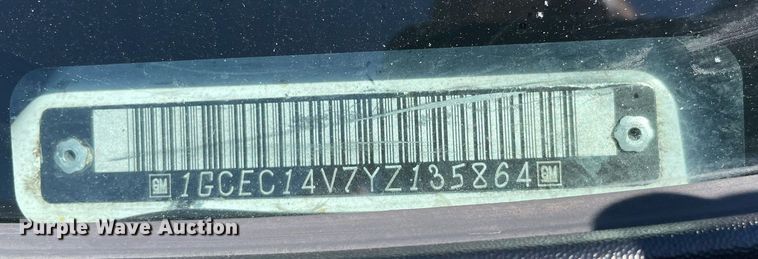 GM 1GCEC14V7YZ135864 GM
Purple Wave Auction